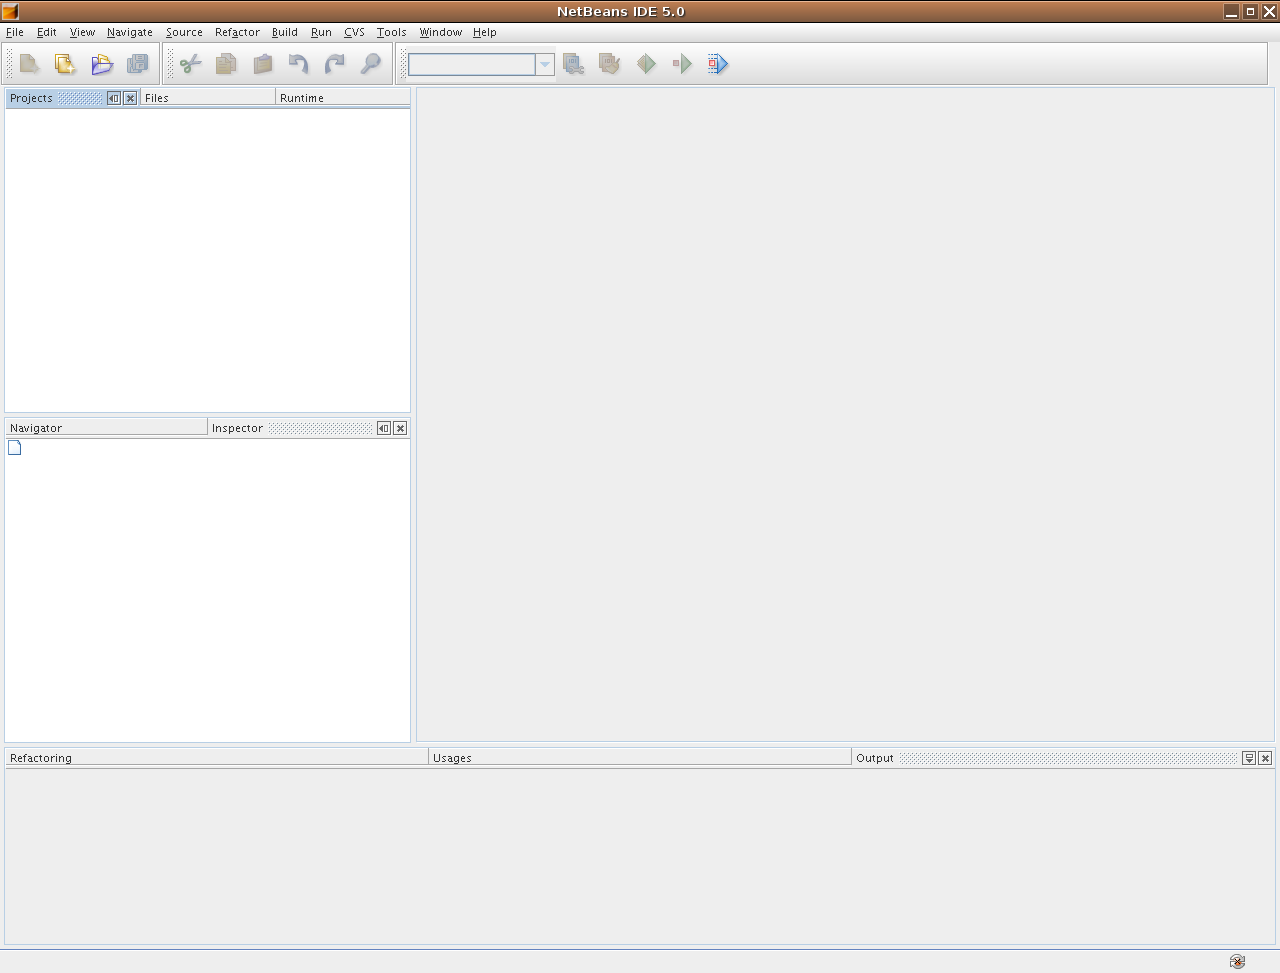 NetBeans IDE 5.0
File Edit View Navigate Source Refactor Build Run CVS Tools Window Help
Projects Files Runtime
Navigator Inspector
Refactoring Usages Output